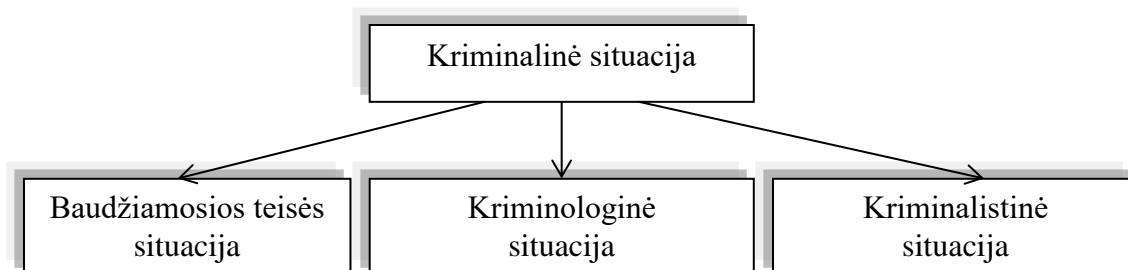 Kriminalinė situacija
Baudžiamosios teisės
situacija
Kriminologinė
situacija
Kriminalistinė
situacija